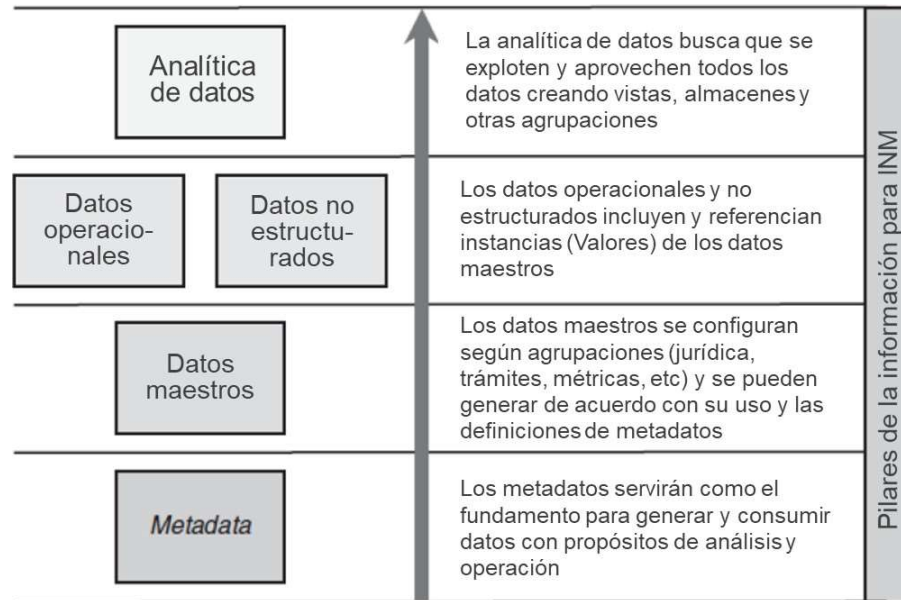 Analítica
de datos
La analítica de datos busca que se
exploten y aprovechen todos los
datos creando vistas, almacenes y
otras agrupaciones
Datos
operacio-
nales
Datos no
estructu-
rados
Los datos operacionales y no
estructurados incluyen y referencian
instancias (Valores) de los datos
maestros
Datos
maestros
Los datos maestros se configuran
según agrupaciones (jurídica,
trámites, métricas, etc) y se pueden
generar de acuerdo con su uso y las
definiciones de metadatos
Metadata
Los metadatos servirán como el
fundamento para generar y consumir
datos con propósitos de análisis y
operación
Pilares de la información para INM